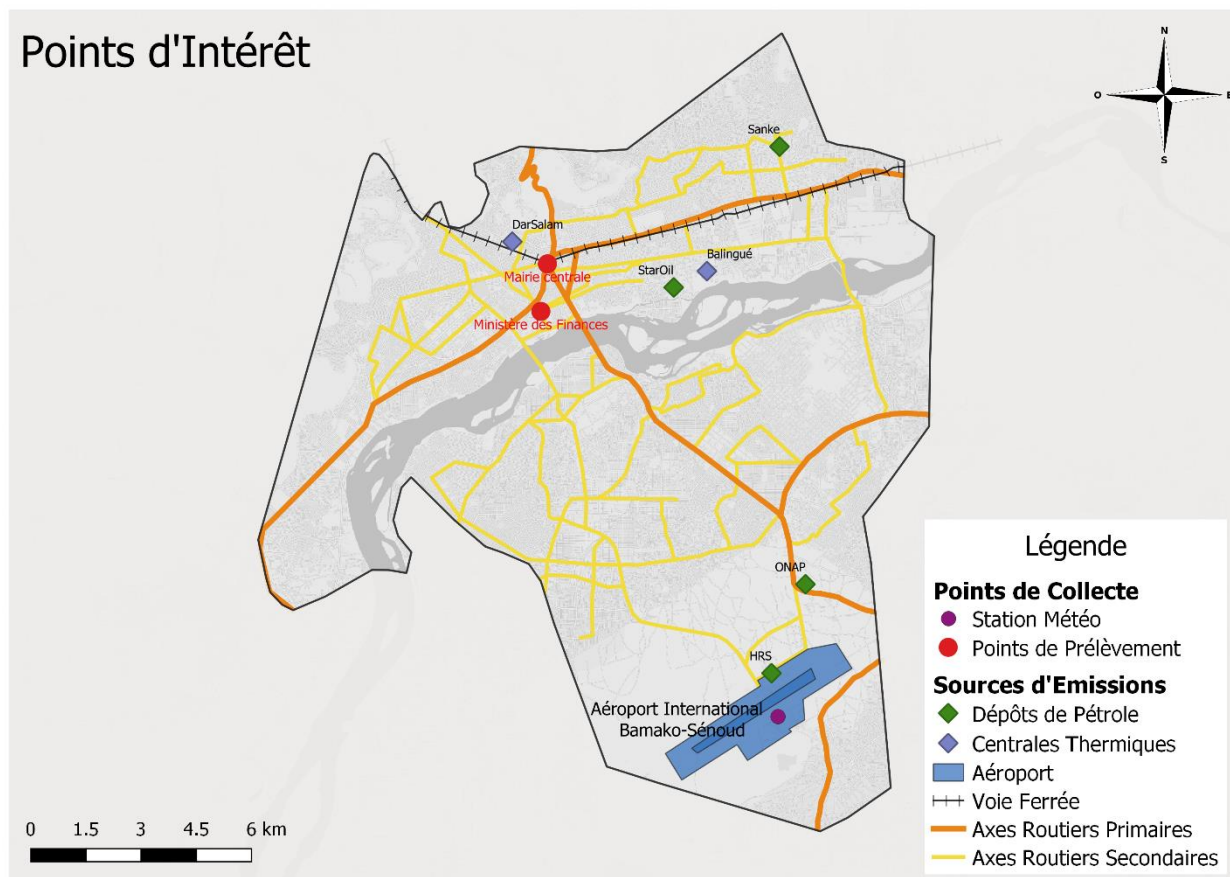 Points d'Intérêt
N
O
E
S
Sanke
DarSalam
Mairie centrale
StarOil
Balingué
Ministère des Finances
ONAP
HRS
Aéroport International
Bamako-Sénoud
0 1.5 3 4.5 6 km
Légende
Points de Collecte
Station Météo
Points de Prélèvement
Sources d'Emissions
Dépôts de Pétrole
Centrales Thermiques
Aéroport
Voie Ferrée
Axes Routiers Primaires
Axes Routiers Secondaires